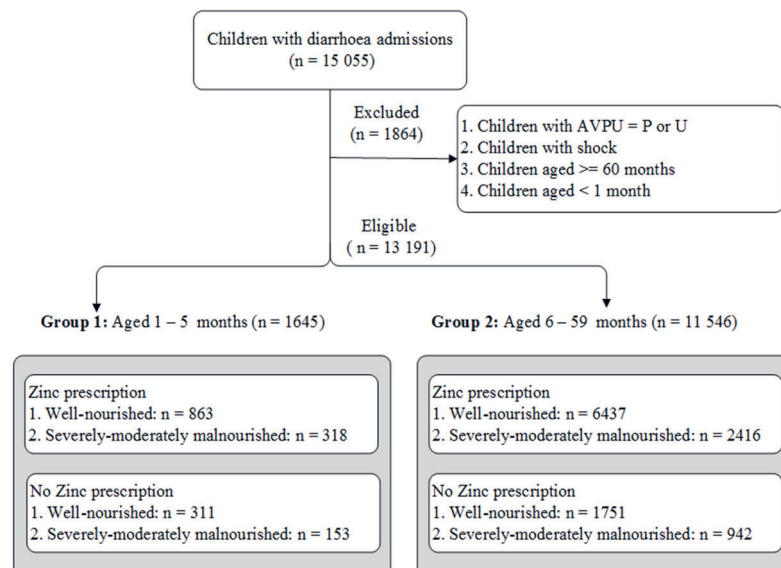 Children with diarrhoea admissions
(n = 15 055)
Excluded
(n = 1864)
1. Children with AVPU = P or U
2. Children with shock
3. Children aged >= 60 months
4. Children aged < 1 month
Eligible
( n = 13 191)
Group 1: Aged 1 – 5 months (n = 1645)
Group 2: Aged 6 – 59 months (n = 11 546)
Zinc prescription
1. Well-nourished: n = 863
2. Severely-moderately malnourished: n = 318
No Zinc prescription
1. Well-nourished: n = 311
2. Severely-moderately malnourished: n = 153
Zinc prescription
1. Well-nourished: n = 6437
2. Severely-moderately malnourished: n = 2416
No Zinc prescription
1. Well-nourished: n = 1751
2. Severely-moderately malnourished: n = 942